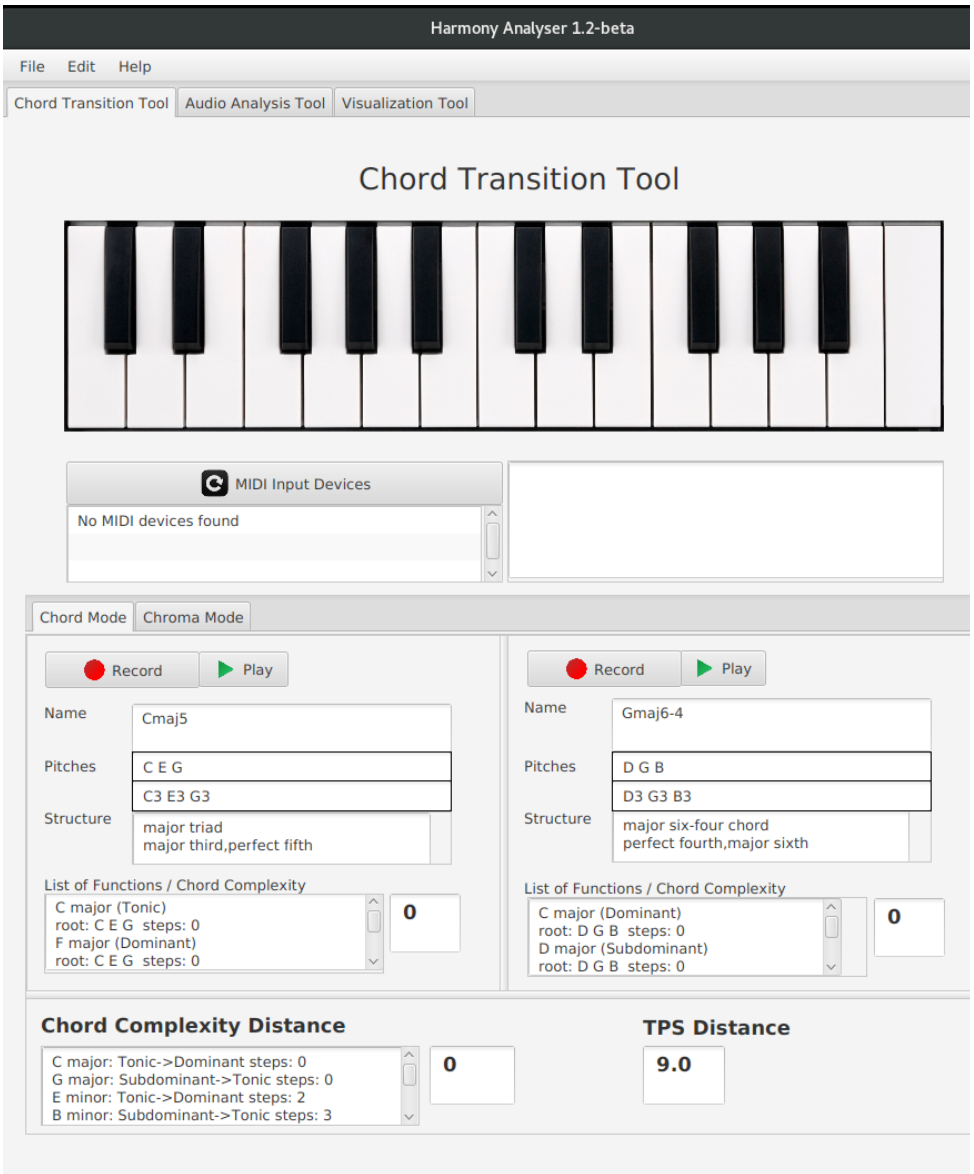 Harmony Analyser 1.2-beta
File Edit Help
Chord Transition Tool Audio Analysis Tool Visualization Tool
Chord Transition Tool
MIDI Input Devices
No MIDI devices found
Chord Mode Chroma Mode
Record Play
Name Cmaj5
Pitches C E G
C3 E3 G3
Structure major triad
major third,perfect fifth
List of Functions / Chord Complexity
C major (Tonic)
root: C E G steps: 0
F major (Dominant)
root: C E G steps: 0
0
Record Play
Name Gmaj6-4
Pitches D G B
D3 G3 B3
Structure major six-four chord
perfect fourth,major sixth
List of Functions / Chord Complexity
C major (Dominant)
root: D G B steps: 0
D major (Subdominant)
root: D G B steps: 0
0
Chord Complexity Distance
C major: Tonic->Dominant steps: 0
G major: Subdominant->Tonic steps: 0
E minor: Tonic->Dominant steps: 2
B minor: Subdominant->Tonic steps: 3
0
TPS Distance
9.0